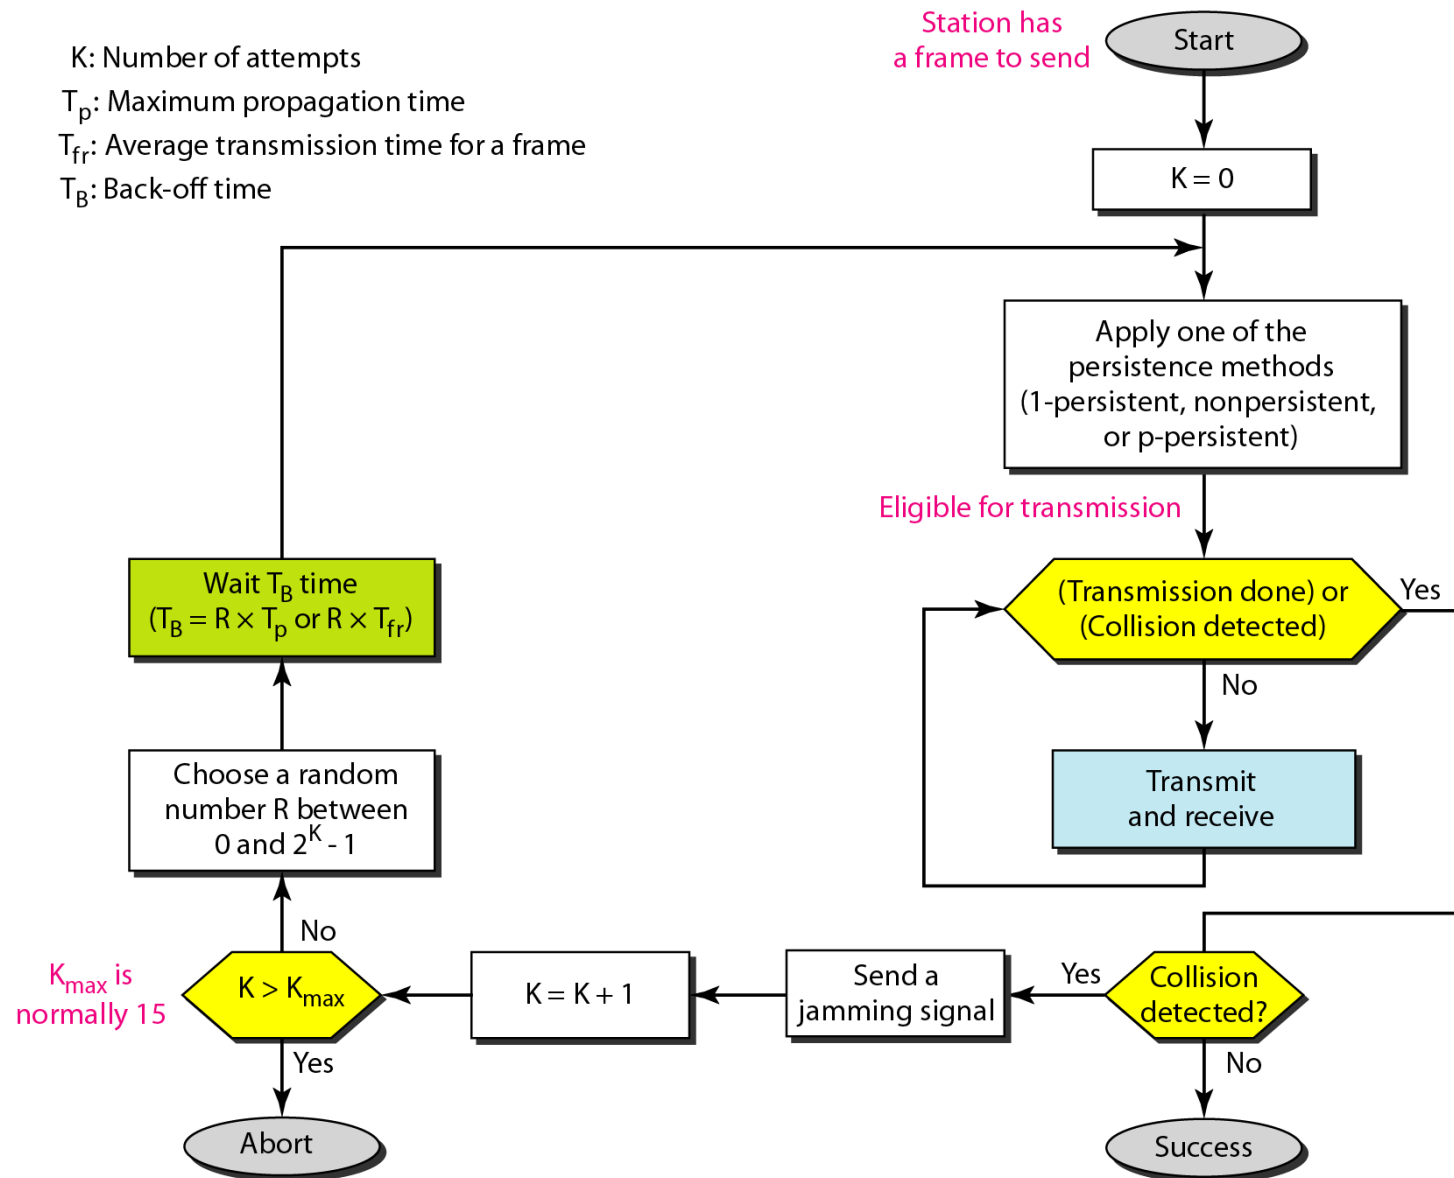 K: Number of attempts
Tp: Maximum propagation time
Tfr: Average transmission time for a frame
TB: Back-off time
Station has
a frame to send
Start
K = 0
Apply one of the
persistence methods
(1-persistent, nonpersistent,
or p-persistent)
Eligible for transmission
(Transmission done) or
(Collision detected)
Yes
No
Transmit
and receive
Wait TB time
(TB = R × Tp or R × Tfr)
Choose a random
number R between
0 and 2^K - 1
No
Kmax is
normally 15
K > Kmax
Yes
Abort
K = K + 1
Send a
jamming signal
Yes
Collision
detected?
No
Success